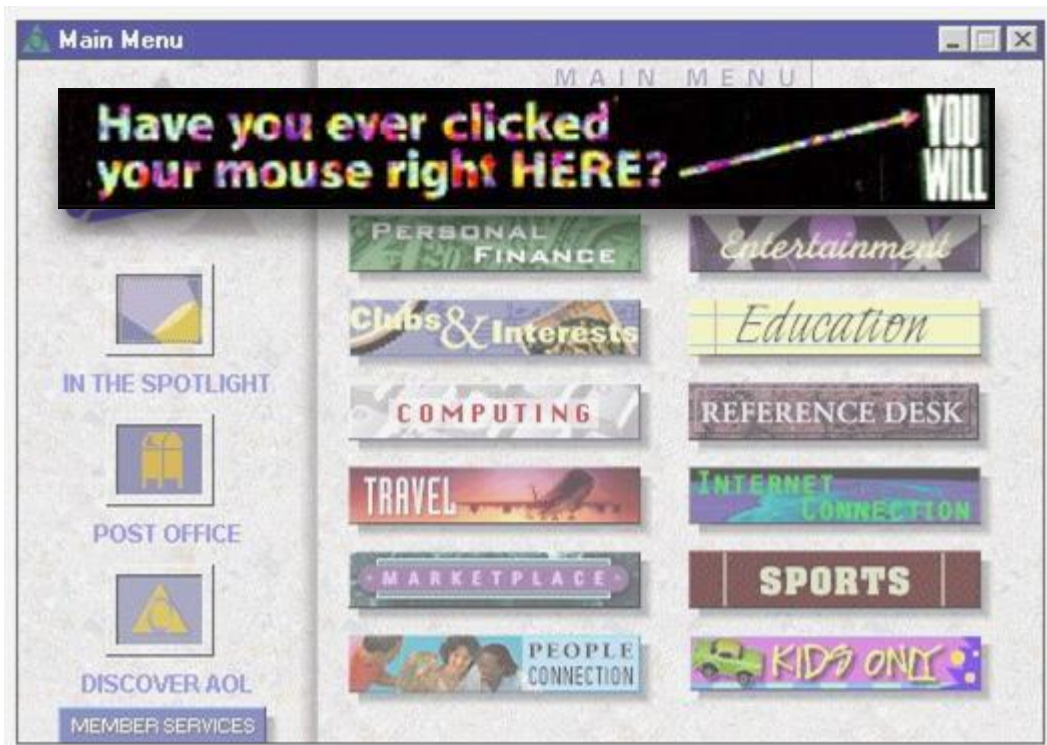 Main Menu
MAIN MENU
Have you ever clicked
your mouse right HERE?
YOU
WILL
PERSONAL
FINANCE
Entertainment
Clubs & Interests
Education
IN THE SPOTLIGHT
COMPUTING
REFERENCE DESK
TRAVEL
INTERNET
CONNECTION
POST OFFICE
MARKETPLACE
SPORTS
PEOPLE
CONNECTION
KIDS ONLY
DISCOVER AOL
MEMBER SERVICES